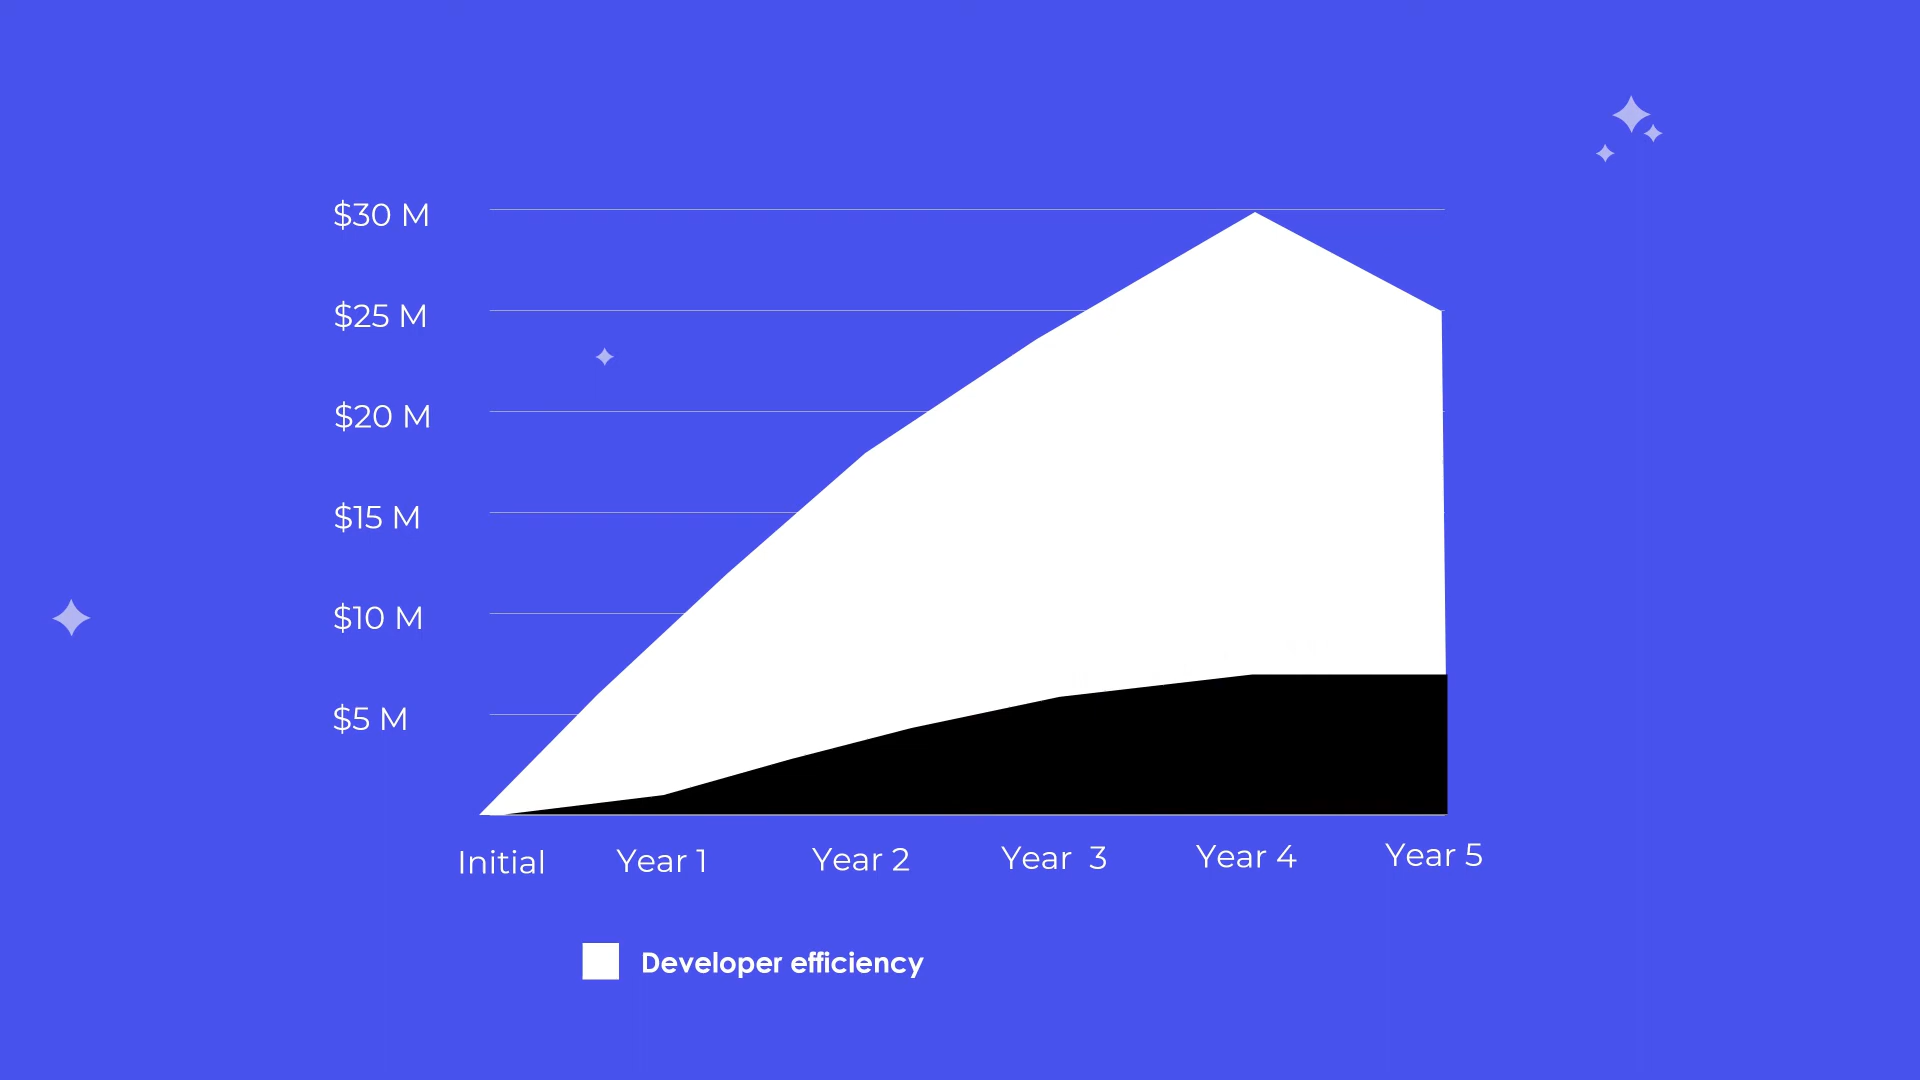 $30 M
$25 M
$20 M
$15 M
$10 M
$5 M
Initial Year 1 Year 2 Year 3 Year 4 Year 5
Developer efficiency